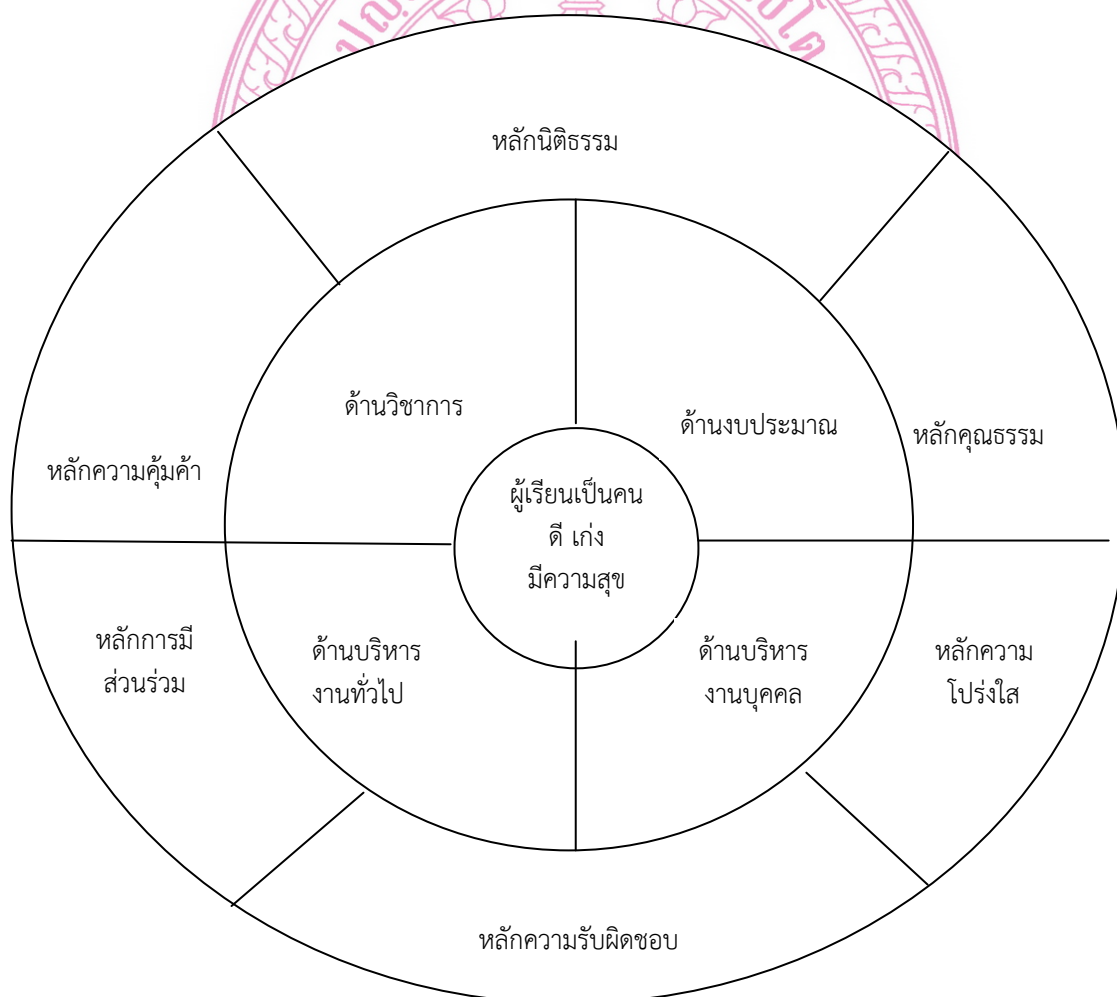 หลักนิติธรรม
ด้านวิชาการ
ด้านงบประมาณ
หลักคุณธรรม
หลักความคุ้มค้า
ผู้เรียนเป็นคน
ดี เก่ง
มีความสุข
หลักการมี
ส่วนร่วม
ด้านบริหาร
งานทั่วไป
ด้านบริหาร
งานบุคคล
หลักความ
โปร่งใส
หลักความรับผิดชอบ